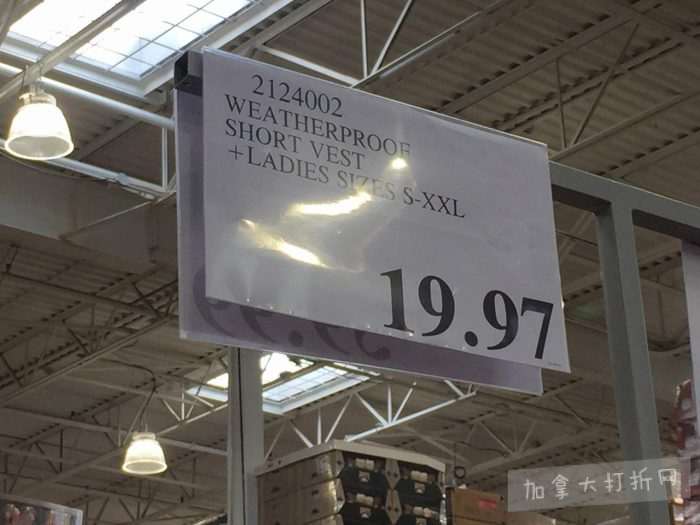 2124002
WEATHERPROOF
SHORT VEST
+LADIES SIZES S-XXL
19.97
加拿大打折网